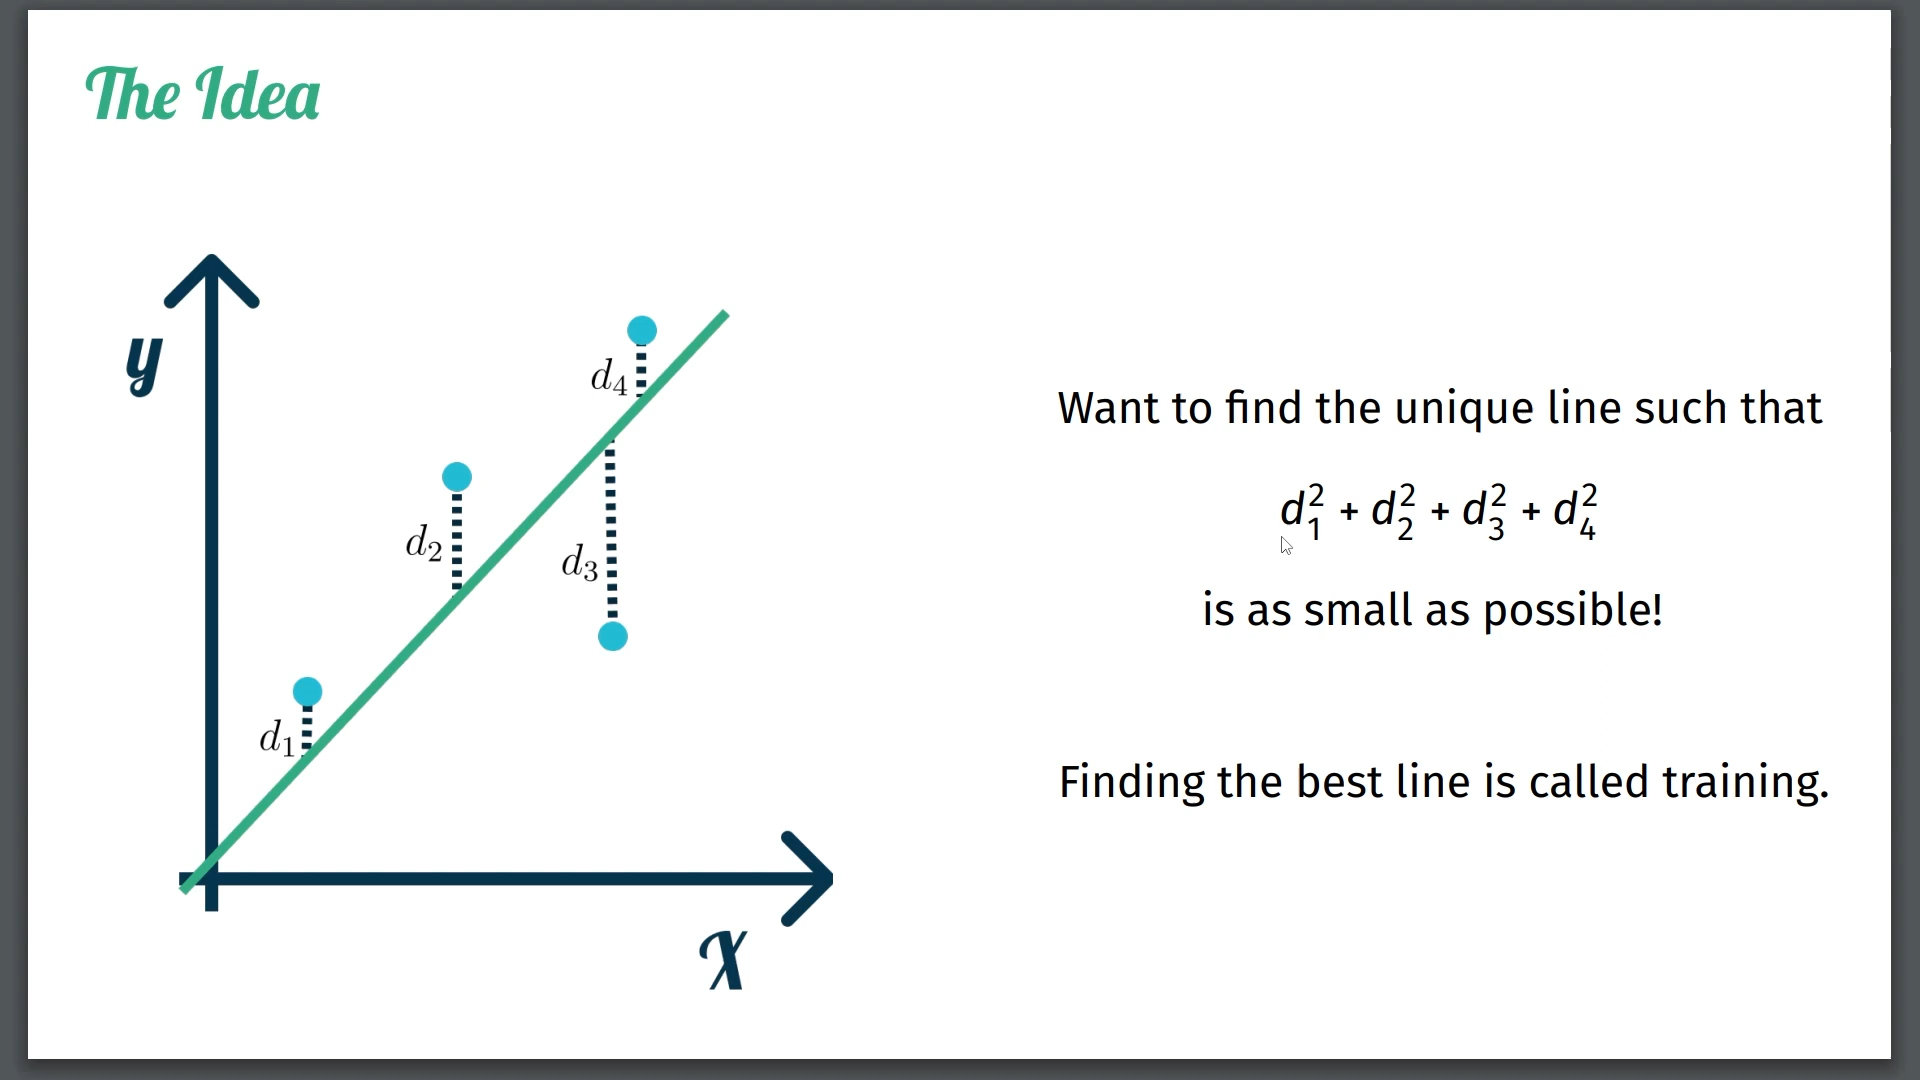 The Idea
y
d₄
d₂
d₃
d₁
X
Want to find the unique line such that
d₁² + d₂² + d₃² + d₄²
is as small as possible!
Finding the best line is called training.